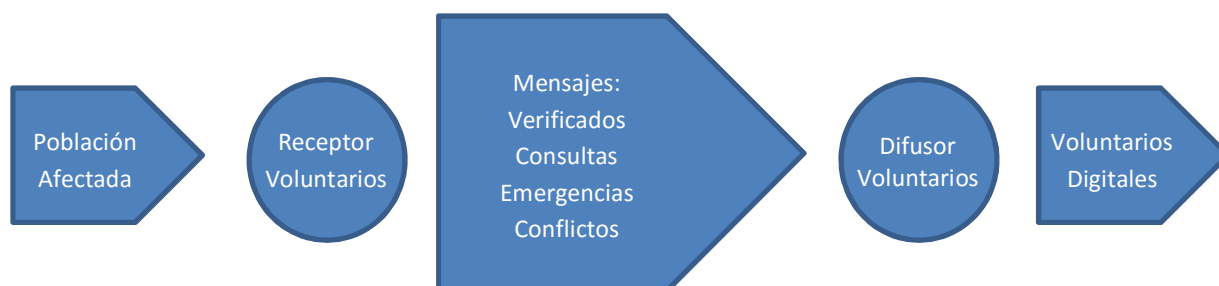 Población
Afectada
Receptor
Voluntarios
Mensajes:
Verificados
Consultas
Emergencias
Conflictos
Difusor
Voluntarios
Voluntarios
Digitales